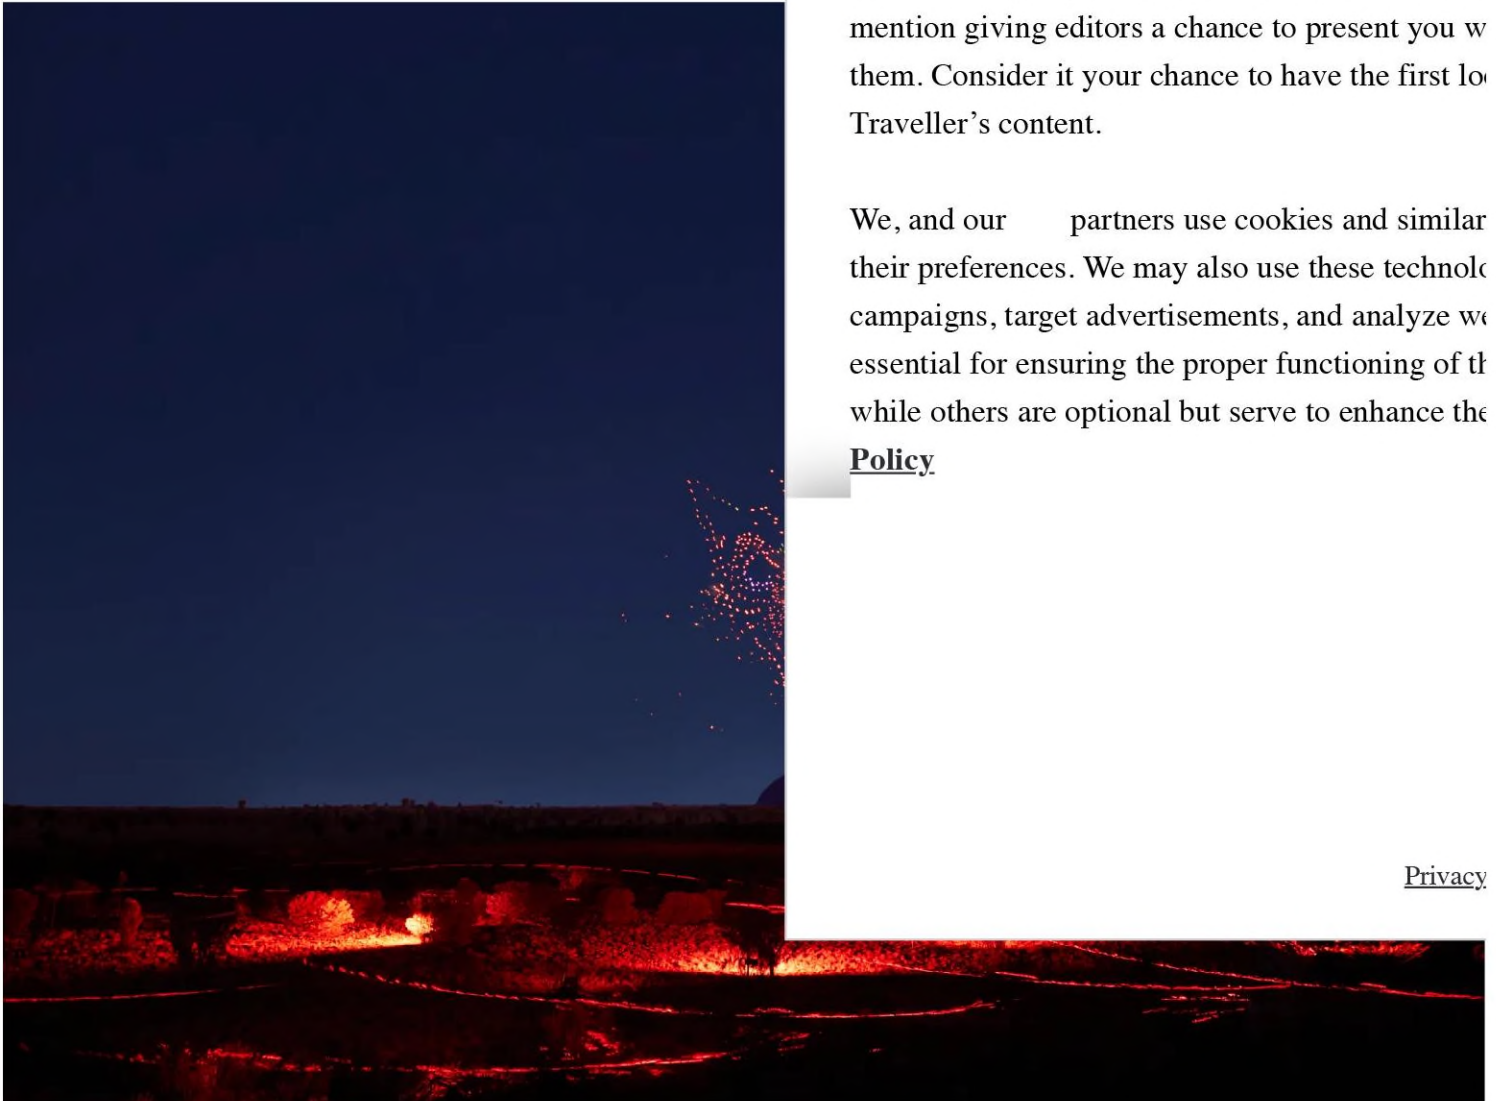 mention giving editors a chance to present you
them. Consider it your chance to have the first
Traveller’s content.
We, and our partners use cookies and similar
their preferences. We may also use these
campaigns, target advertisements, and analyze
essential for ensuring the proper functioning of
while others are optional but serve to enhance the
Policy
Privacy